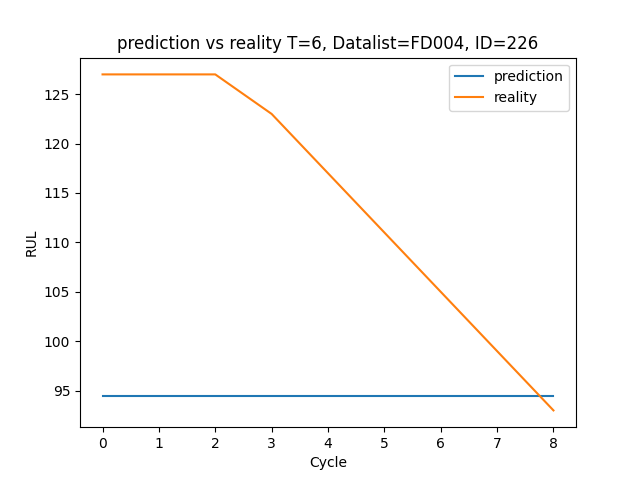 prediction vs reality T=6, Datalist=FD004, ID=226
prediction
reality
RUL
125
120
115
110
105
100
95
0 1 2 3 4 5 6 7 8
Cycle